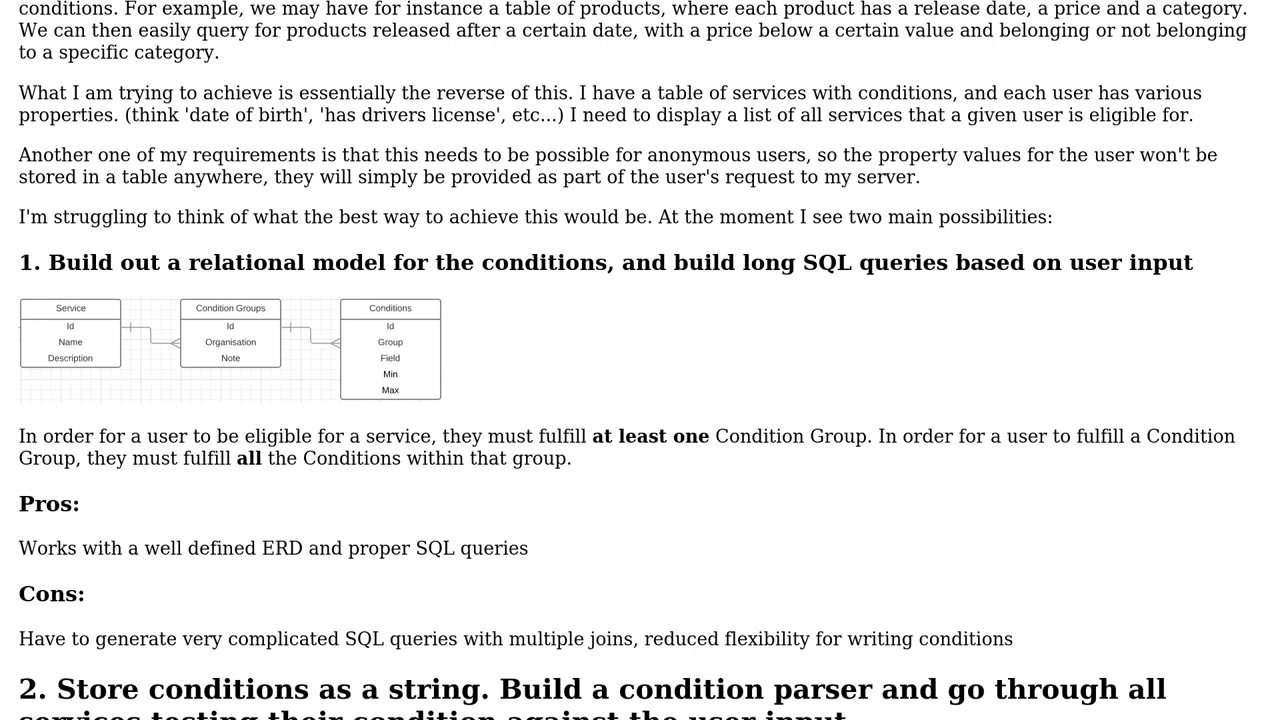 conditions. For example, we may have for instance a table of products, where each product has a release date, a price and a category.
We can then easily query for products released after a certain date, with a price below a certain value and belonging or not belonging
to a specific category.
What I am trying to achieve is essentially the reverse of this. I have a table of services with conditions, and each user has various
properties. (think 'date of birth', 'has drivers license', etc...) I need to display a list of all services that a given user is eligible for.
Another one of my requirements is that this needs to be possible for anonymous users, so the property values for the user won't be
stored in a table anywhere, they will simply be provided as part of the user's request to my server.
I'm struggling to think of what the best way to achieve this would be. At the moment I see two main possibilities:
1. Build out a relational model for the conditions, and build long SQL queries based on user input
Service
Id
Name
Description
Condition Groups
Id
Organisation
Note
Conditions
Id
Group
Field
Min
Max
In order for a user to be eligible for a service, they must fulfill at least one Condition Group. In order for a user to fulfill a Condition
Group, they must fulfill all the Conditions within that group.
Pros:
Works with a well defined ERD and proper SQL queries
Cons:
Have to generate very complicated SQL queries with multiple joins, reduced flexibility for writing conditions
2. Store conditions as a string. Build a condition parser and go through all
services testing their condition against the user input